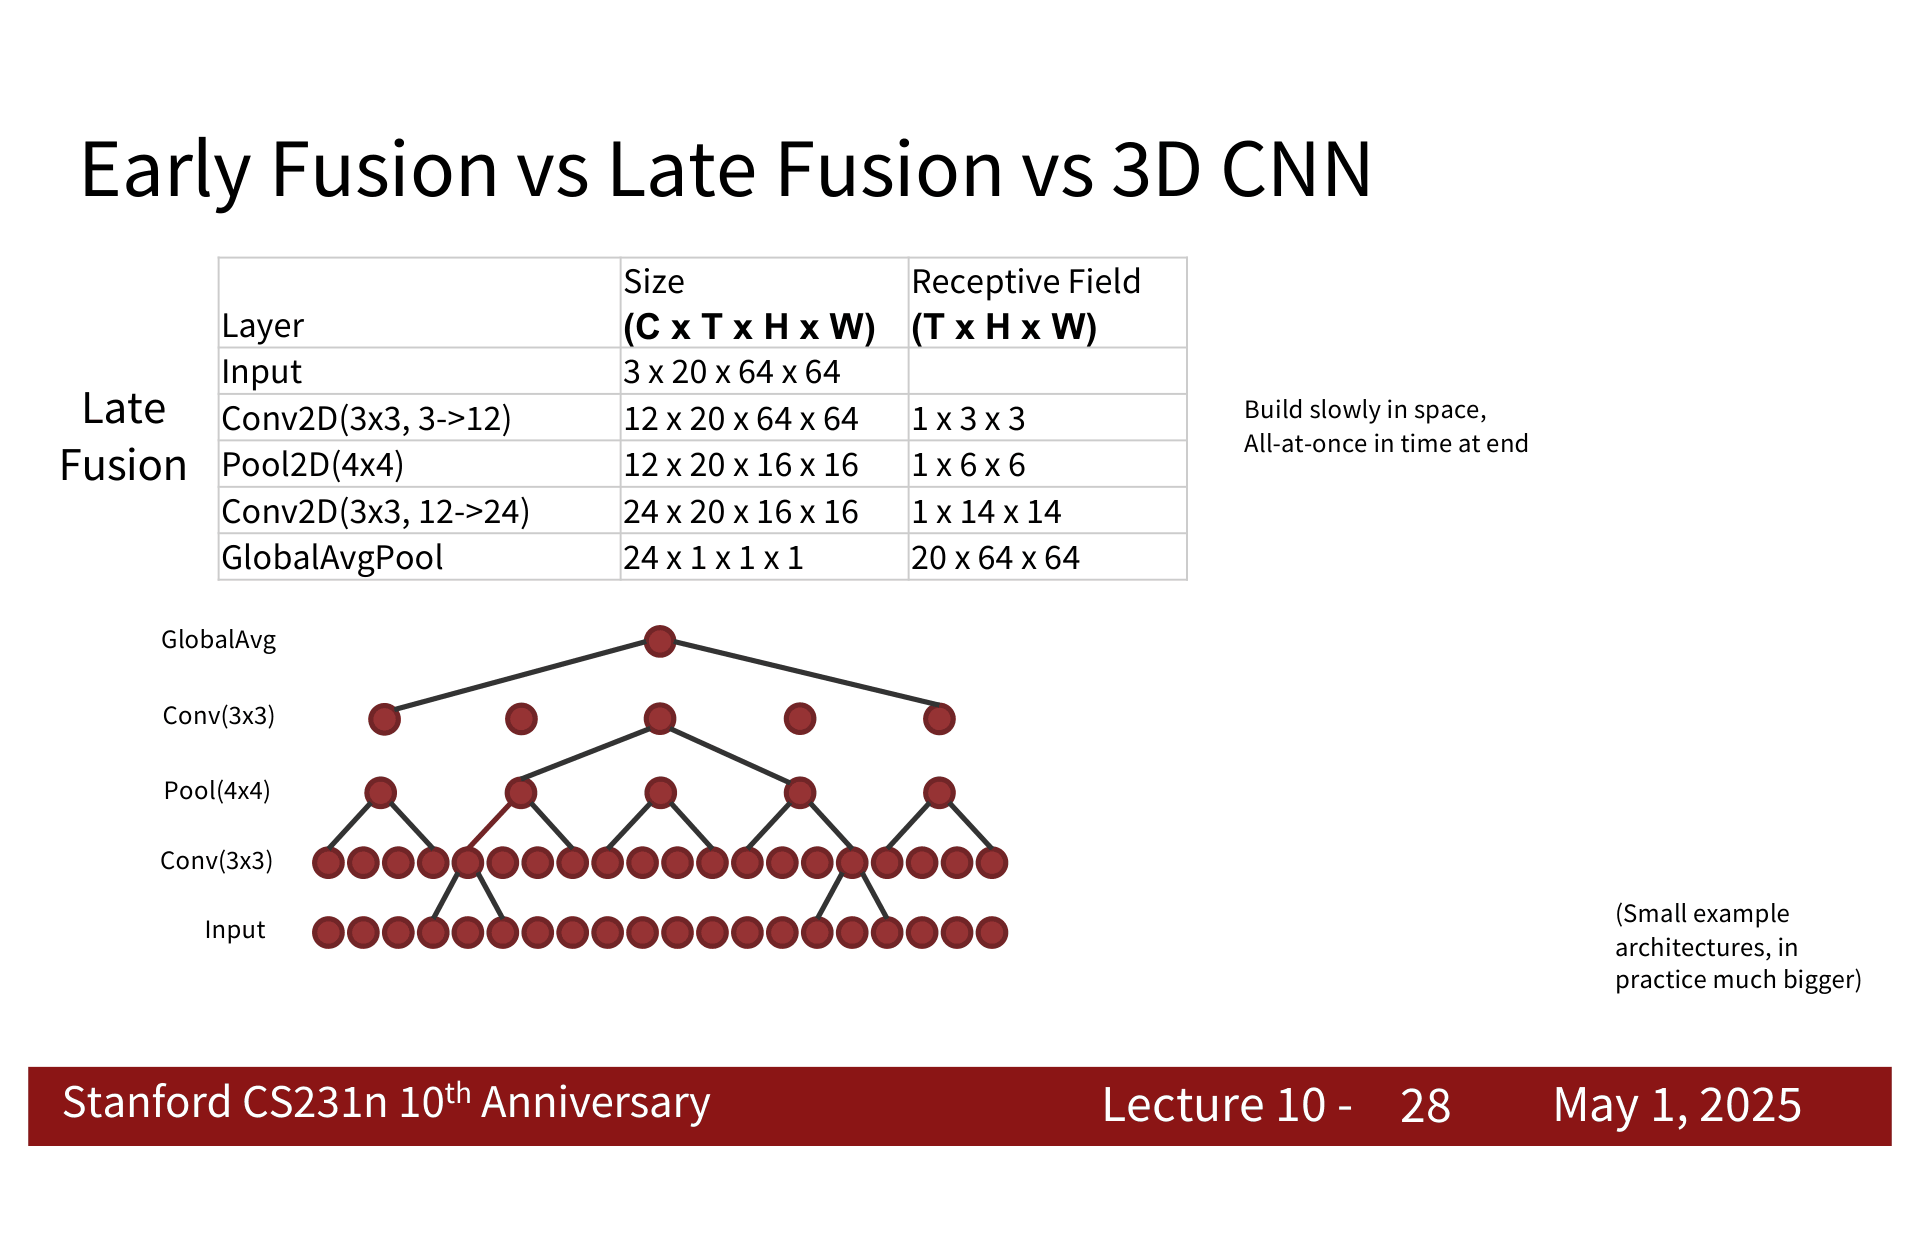 Early Fusion vs Late Fusion vs 3D CNN
Late
Fusion
Layer | Size (C x T x H x W) | Receptive Field (T x H x W)
Input | 3 x 20 x 64 x 64 |
Conv2D(3x3, 3->12) | 12 x 20 x 64 x 64 | 1 x 3 x 3
Pool2D(4x4) | 12 x 20 x 16 x 16 | 1 x 6 x 6
Conv2D(3x3, 12->24) | 24 x 20 x 16 x 16 | 1 x 14 x 14
GlobalAvgPool | 24 x 1 x 1 x 1 | 20 x 64 x 64
Build slowly in space,
All-at-once in time at end
GlobalAvg
Conv(3x3)
Pool(4x4)
Conv(3x3)
Input
(Small example
architectures, in
practice much bigger)
Stanford CS231n 10th Anniversary
Lecture 10 - 28
May 1, 2025